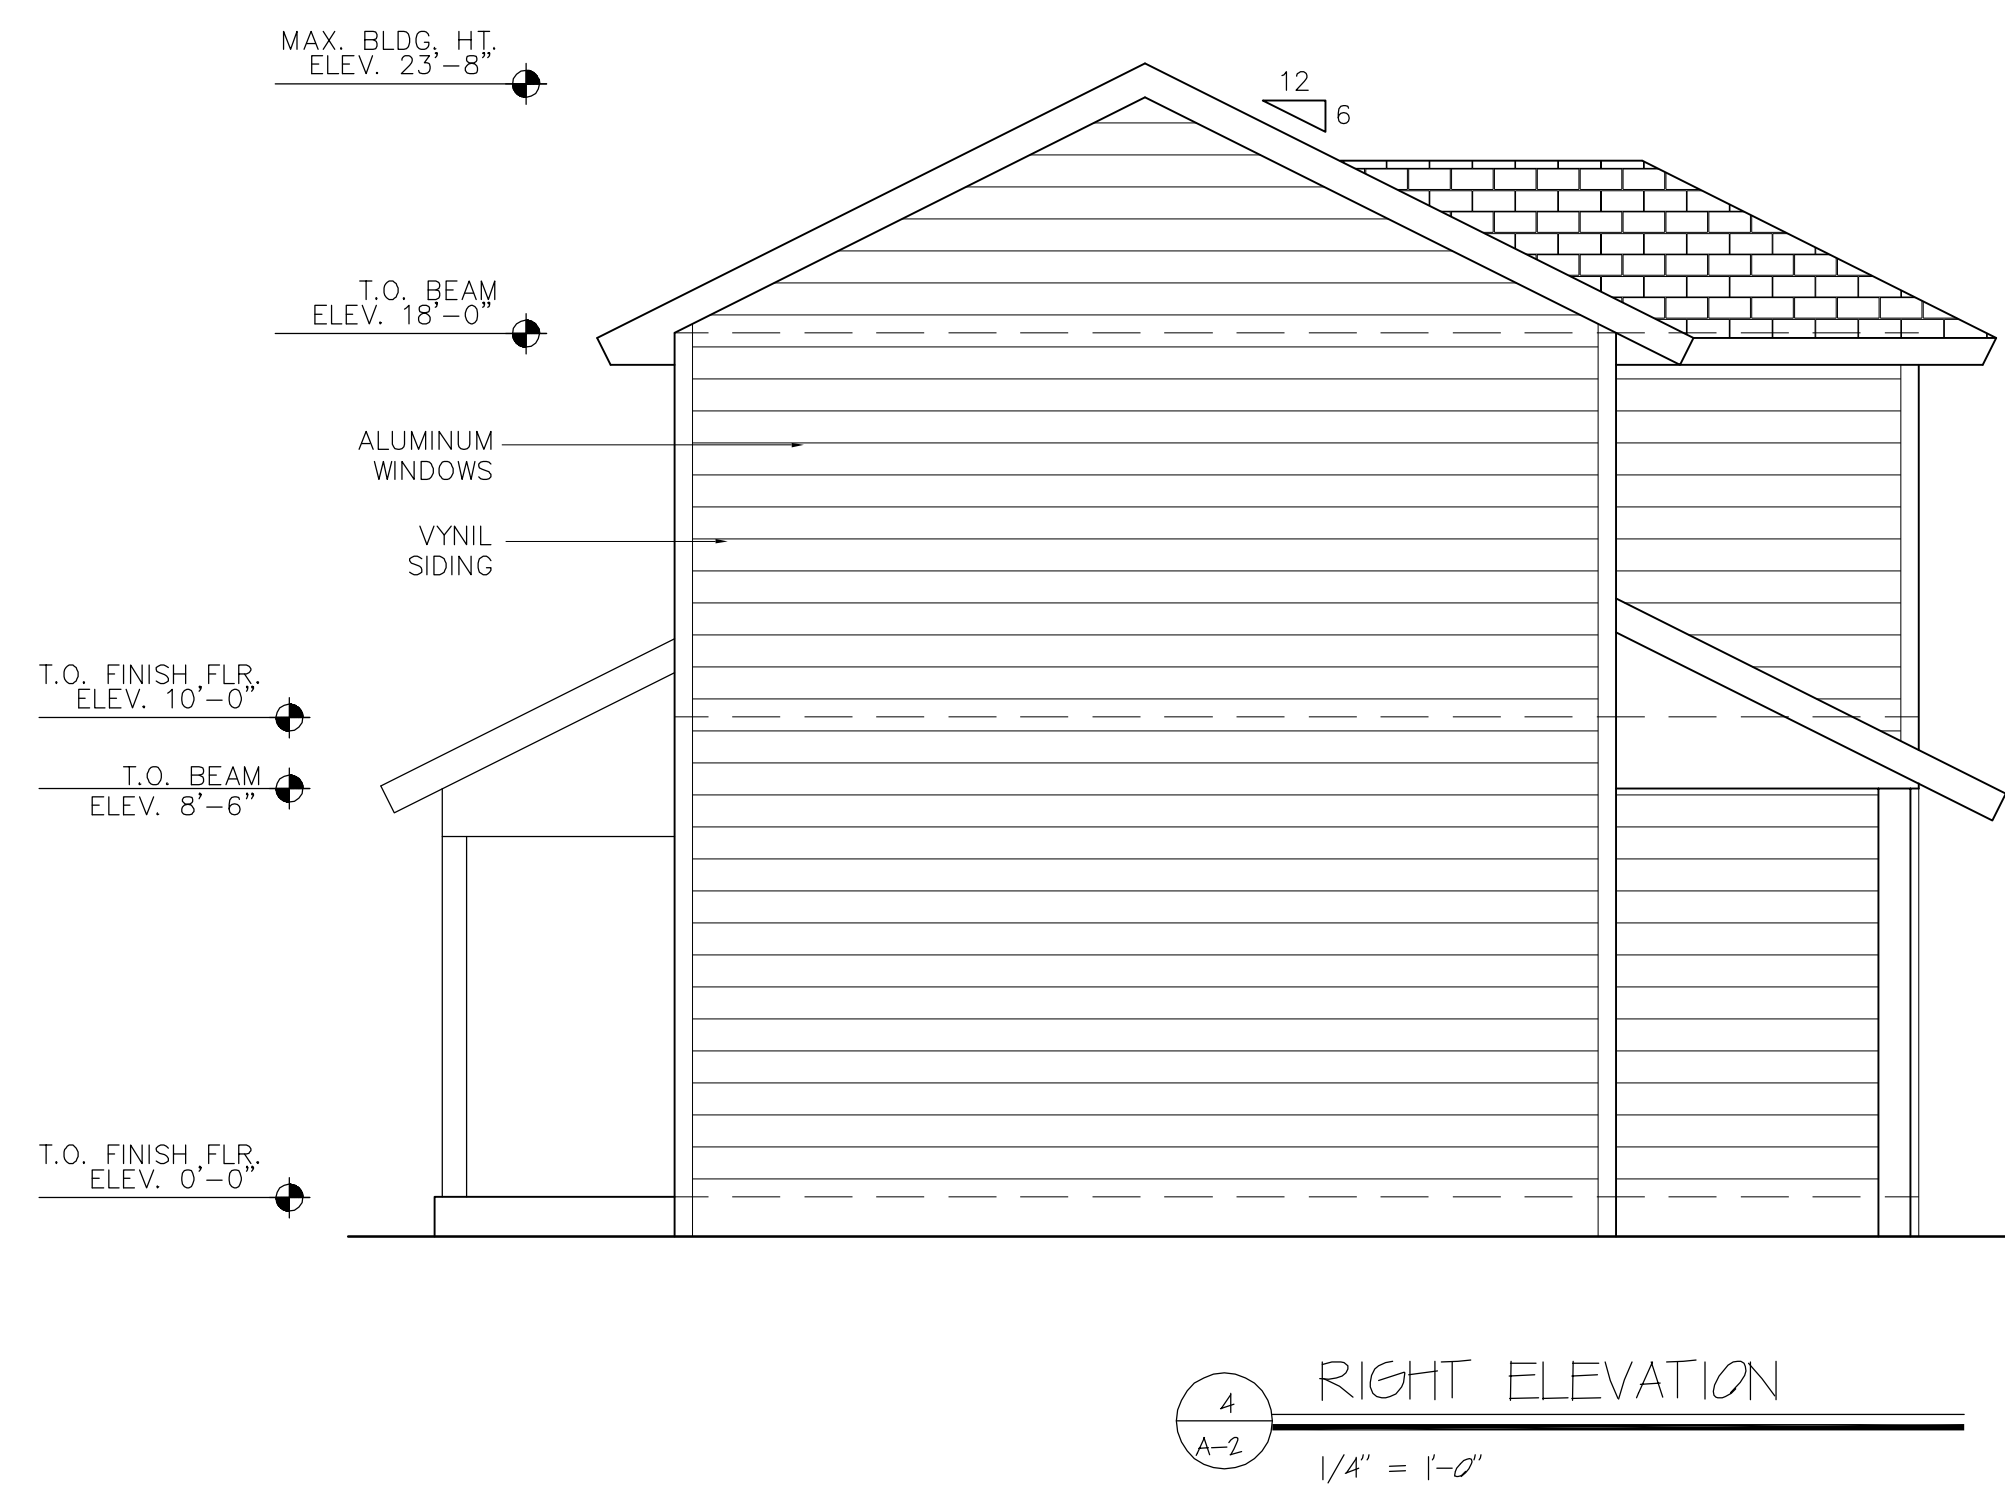 MAX. BLDG. HT.
ELEV. 23'-8"
12
6
T.O. BEAM
ELEV. 18'-0"
ALUMINUM
WINDOWS
VYNIL
SIDING
T.O. FINISH FLR.
ELEV. 10'-0"
T.O. BEAM
ELEV. 8'-6"
T.O. FINISH FLR.
ELEV. 0'-0"
RIGHT ELEVATION
4
A-2
1/4" = 1'-0"